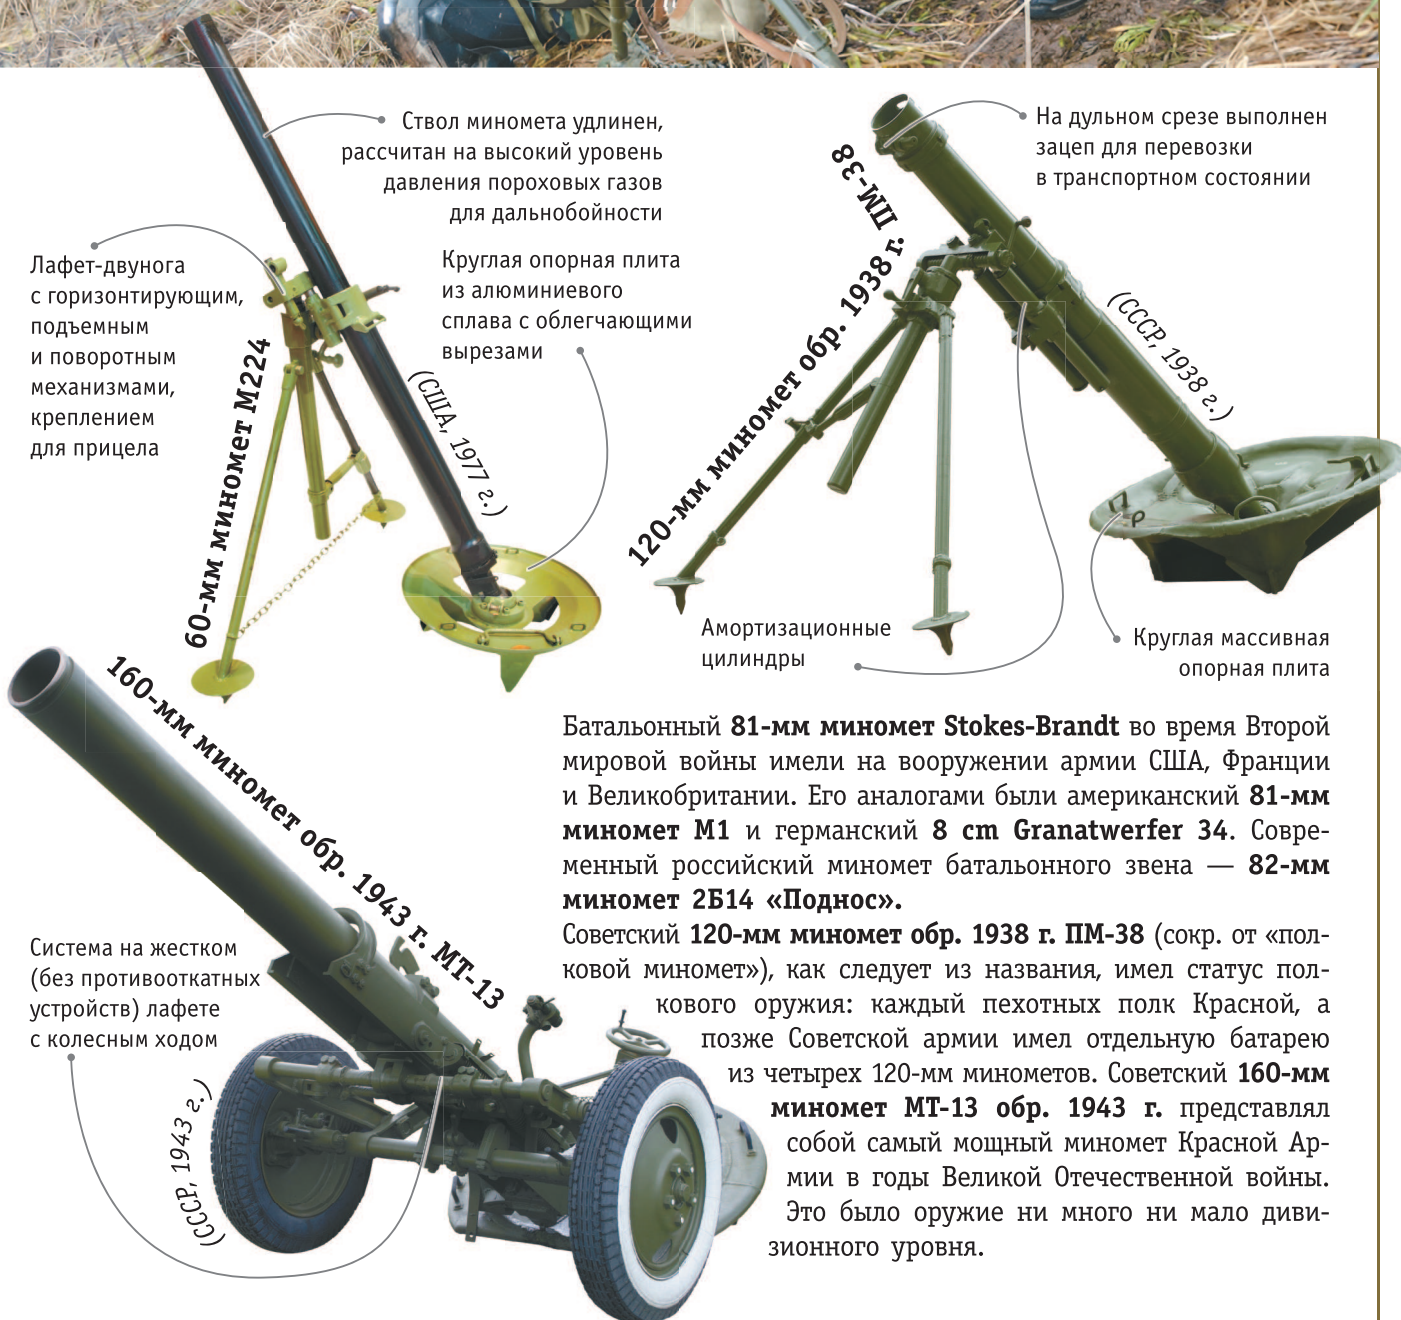 Ствол миномета удлинен,
рассчитан на высокий уровень
давления пороховых газов
для дальнобойности
На дульном срезе выполнен
зацеп для перевозки
в транспортном состоянии
Лафет-двунога
с горизонтирующим,
подъемным
и поворотным
механизмами,
креплением
для прицела
Круглая опорная плита
из алюминиевого
сплава с облегчающими
вырезами
60-мм миномет M224
(США, 1977 г.)
120-мм миномет обр. 1938 г. ПМ-38
(СССР, 1938 г.)
Амортизационные
цилиндры
Круглая массивная
опорная плита
160-мм миномет обр. 1943 г. МТ-13
(СССР, 1943 г.)
Система на жестком
(без противооткатных
устройств) лафете
с колесным ходом
Батальонный 81-мм миномет Stokes-Brandt во время Второй
мировой войны имели на вооружении армии США, Франции
и Великобритании. Его аналогами были американский 81-мм
миномет М1 и германский 8 cm Granatwerfer 34. Совре-
менный российский миномет батальонного звена — 82-мм
миномет 2Б14 «Поднос».
Советский 120-мм миномет обр. 1938 г. ПМ-38 (сокр. от «пол-
ковой миномет»), как следует из названия, имел статус пол-
кового оружия: каждый пехотных полк Красной, а
позже Советской армии имел отдельную батарею
из четырех 120-мм минометов. Советский 160-мм
миномет МТ-13 обр. 1943 г. представлял
собой самый мощный миномет Красной Ар-
мии в годы Великой Отечественной войны.
Это было оружие ни много ни мало диви-
зионного уровня.